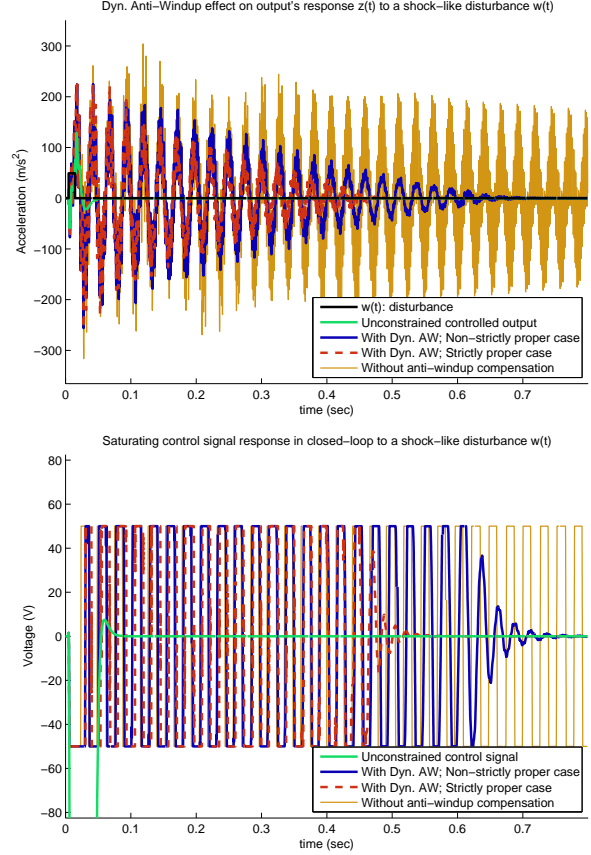 Dyn. Anti−Windup effect on output's response z(t) to a shock−like disturbance w(t)
300
200
100
0
−100
−200
−300
Acceleration (m/s2)
w(t): disturbance
Unconstrained controlled output
With Dyn. AW; Non−strictly proper case
With Dyn. AW; Strictly proper case
Without anti−windup compensation
0 0.1 0.2 0.3 0.4 0.5 0.6 0.7
time (sec)
Saturating control signal response in closed−loop to a shock−like disturbance w(t)
80
60
40
20
0
−20
−40
−60
−80
Voltage (V)
Unconstrained control signal
With Dyn. AW; Non−strictly proper case
With Dyn. AW; Strictly proper case
Without anti−windup compensation
0 0.1 0.2 0.3 0.4 0.5 0.6 0.7
time (sec)